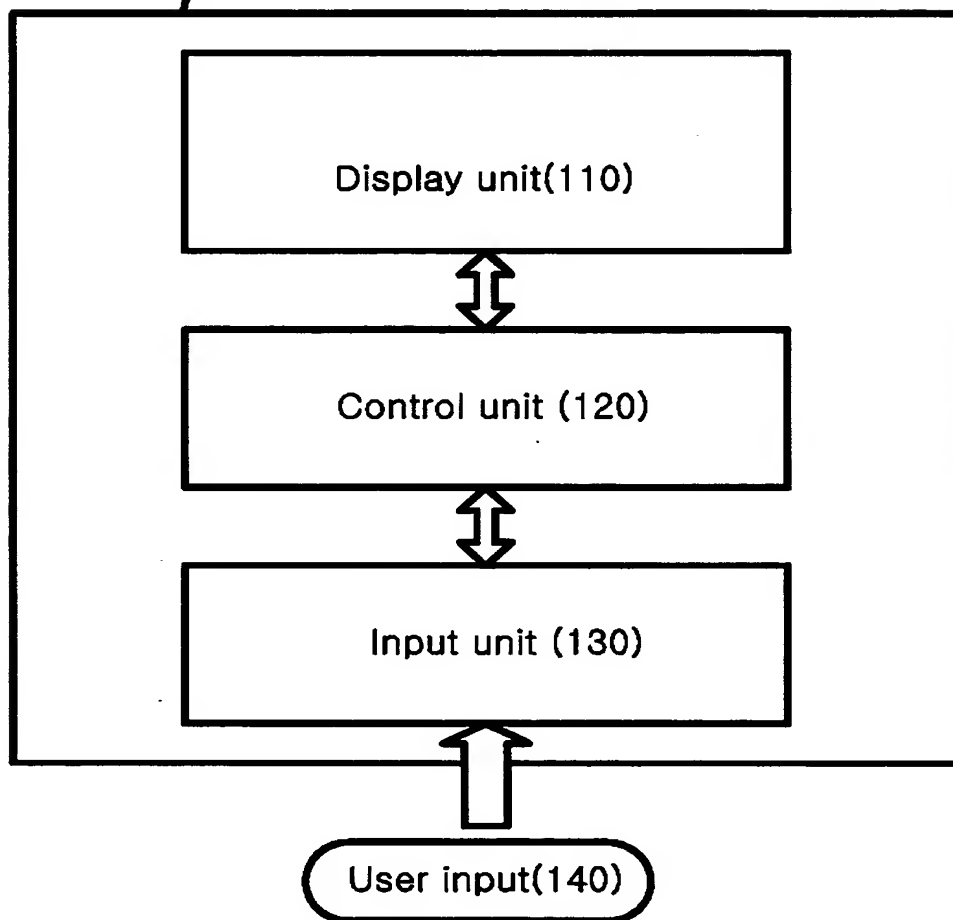 Display unit(110)
Control unit (120)
Input unit (130)
User input(140)